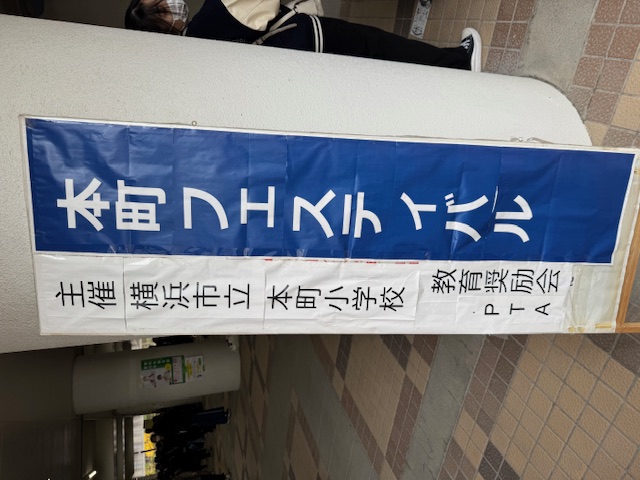 本町フェスティバル
主催 横浜市立 本町小学校
教育奨励会
PTA